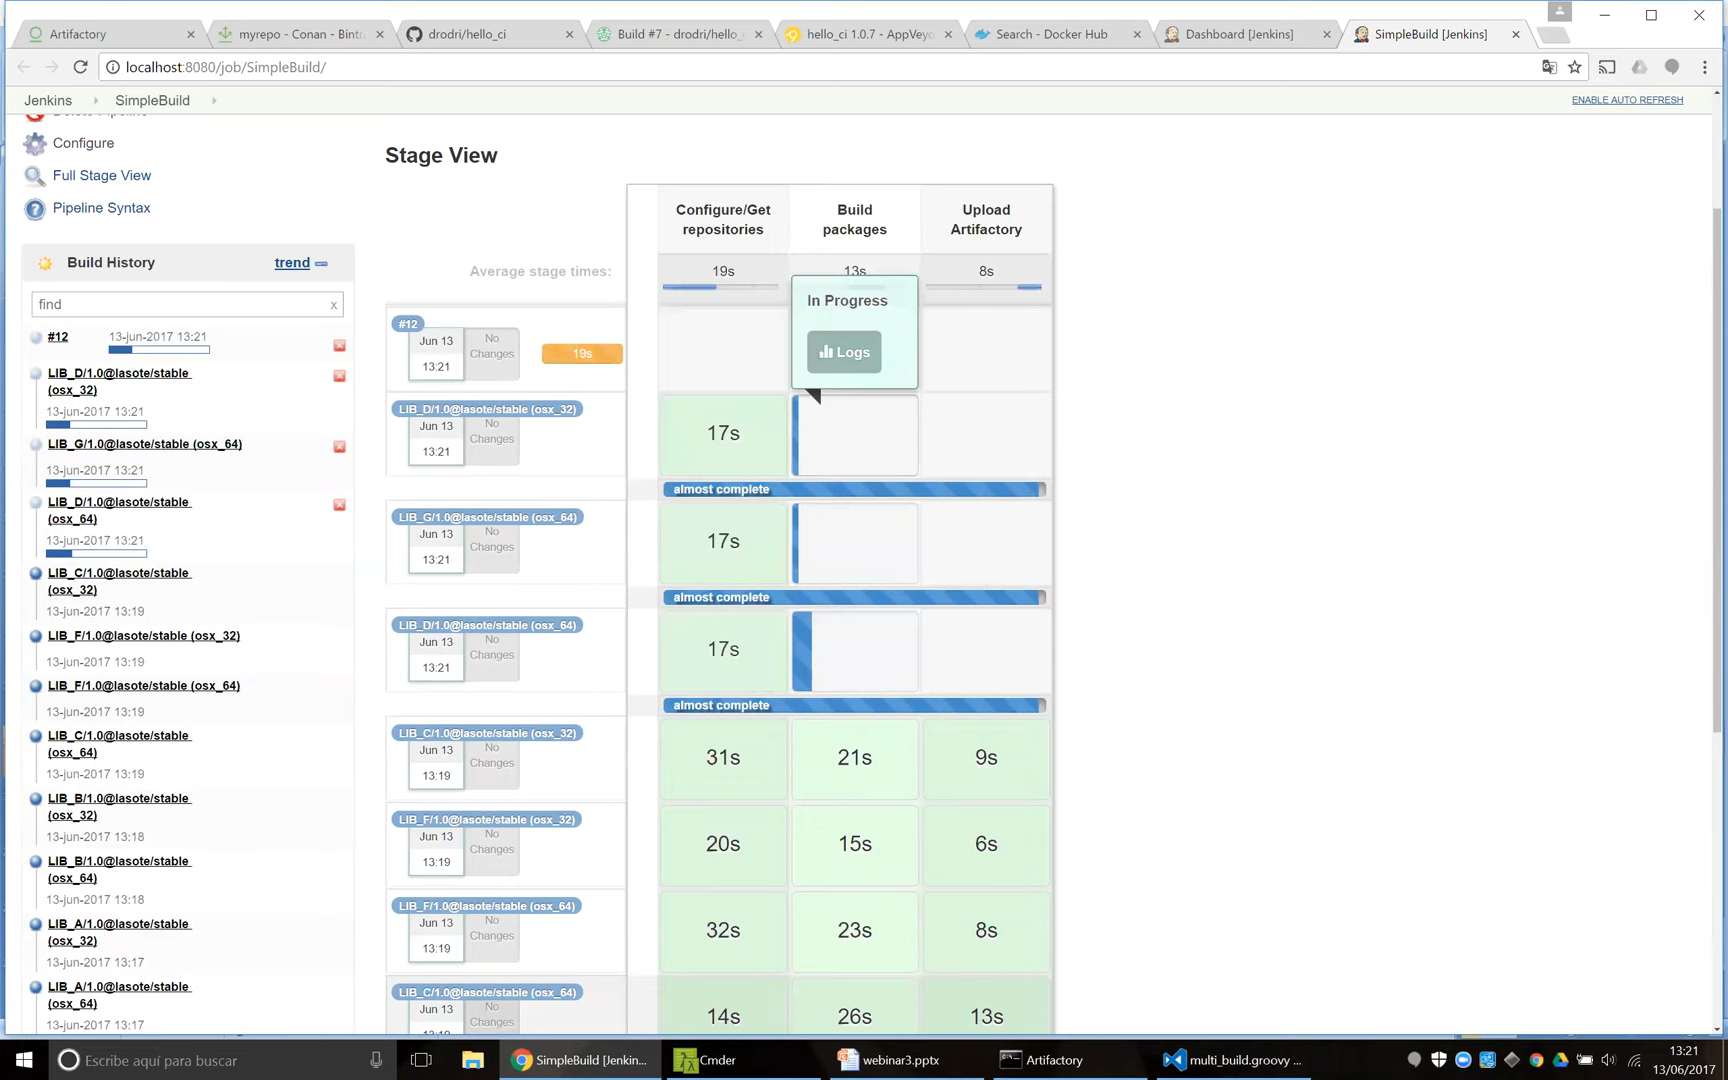 Artifactory
myrepo - Conan - Bintr
drodri/hello_ci
Build #7 - drodri/hello_
hello_ci 1.0.7 - AppVeyo
Search - Docker Hub
Dashboard [Jenkins]
SimpleBuild [Jenkins]
localhost:8080/job/SimpleBuild/
Jenkins
SimpleBuild
ENABLE AUTO REFRESH
Delete Pipeline
Configure
Full Stage View
Pipeline Syntax
Build History
trend
find
x
#12
13-jun-2017 13:21
LIB_D/1.0@lasote/stable
(osx_32)
13-jun-2017 13:21
LIB_G/1.0@lasote/stable (osx_64)
13-jun-2017 13:21
LIB_D/1.0@lasote/stable
(osx_64)
13-jun-2017 13:21
LIB_C/1.0@lasote/stable
(osx_32)
13-jun-2017 13:19
LIB_F/1.0@lasote/stable (osx_32)
13-jun-2017 13:19
LIB_F/1.0@lasote/stable (osx_64)
13-jun-2017 13:19
LIB_C/1.0@lasote/stable
(osx_64)
13-jun-2017 13:19
LIB_B/1.0@lasote/stable
(osx_32)
13-jun-2017 13:18
LIB_B/1.0@lasote/stable
(osx_64)
13-jun-2017 13:18
LIB_A/1.0@lasote/stable
(osx_32)
13-jun-2017 13:17
LIB_A/1.0@lasote/stable
(osx_64)
13-jun-2017 13:17
Stage View
Configure/Get
repositories
Build
packages
Upload
Artifactory
Average stage times:
19s
13s
8s
In Progress
Logs
#12
Jun 13
13:21
No
Changes
19s
LIB_D/1.0@lasote/stable (osx_32)
Jun 13
13:21
No
Changes
17s
almost complete
LIB_G/1.0@lasote/stable (osx_64)
Jun 13
13:21
No
Changes
17s
almost complete
LIB_D/1.0@lasote/stable (osx_64)
Jun 13
13:21
No
Changes
17s
almost complete
LIB_C/1.0@lasote/stable (osx_32)
Jun 13
13:19
No
Changes
31s
21s
9s
LIB_F/1.0@lasote/stable (osx_32)
Jun 13
13:19
No
Changes
20s
15s
6s
LIB_F/1.0@lasote/stable (osx_64)
Jun 13
13:19
No
Changes
32s
23s
8s
LIB_C/1.0@lasote/stable (osx_64)
Jun 13
13:19
No
Changes
14s
26s
13s
Escribe aquí para buscar
SimpleBuild [Jenkin...
Cmder
webinar3.pptx
Artifactory
multi_build.groovy ...
13:21
13/06/2017